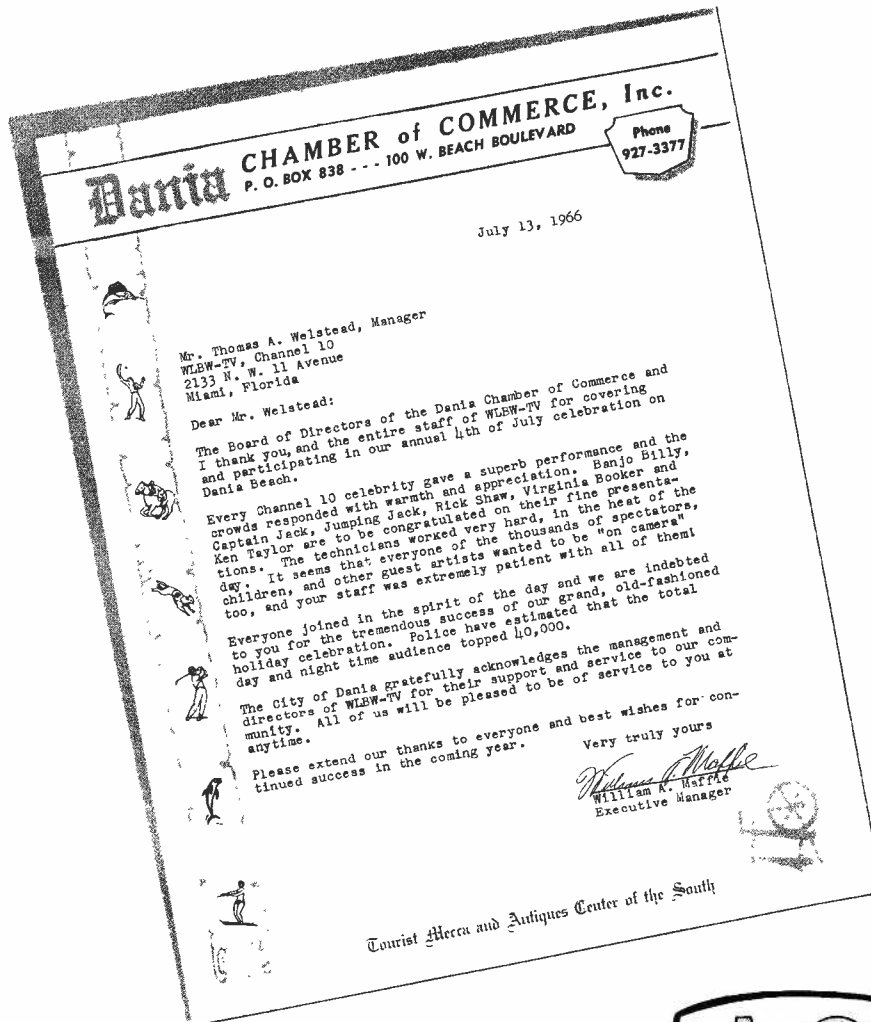 Dania CHAMBER of COMMERCE, Inc.
P. O. BOX 838 - - - 100 W. BEACH BOULEVARD
Phone
927-3377
July 13, 1966
Mr. Thomas A. Welstead, Manager
WLBW-TV, Channel 10
2133 N. W. 11 Avenue
Miami, Florida
Dear Mr. Welstead:
The Board of Directors of the Dania Chamber of Commerce and
I thank you, and the entire staff of WLBW-TV for covering
and participating in our annual 4th of July celebration on
Dania Beach.
Every Channel 10 celebrity gave a superb performance and the
crowds responded with warmth and appreciation. Banjo Billy,
Captain Jack, Jumping Jack, Rick Shaw, Virginia Booker and
Ken Taylor are to be congratulated on their fine presenta-
tions. The technicians worked very hard, in the heat of the
day. It seems that everyone of the thousands of spectators,
children, and other guest artists wanted to be "on camera"
too, and your staff was extremely patient with all of them!
Everyone joined in the spirit of the day and we are indebted
to you for the tremendous success of our grand, old-fashioned
holiday celebration. Police have estimated that the total
day and night time audience topped 40,000.
The City of Dania gratefully acknowledges the management and
directors of WLBW-TV for their support and service to our com-
munity. All of us will be pleased to be of service to you at
anytime.
Please extend our thanks to everyone and best wishes for con-
tinued success in the coming year.
Very truly yours
William A. Maffie
William A. Maffie
Executive Manager
Tourist Mecca and Antiques Center of the South